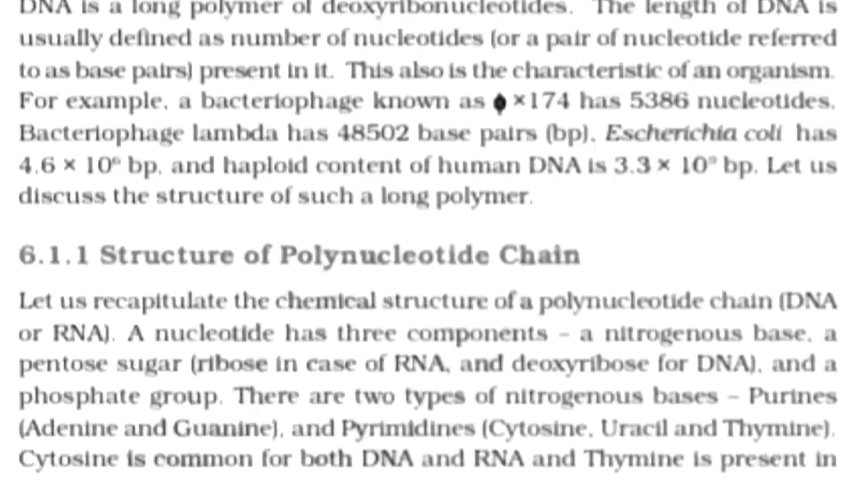 DNA is a long polymer of deoxyribonucleotides. The length of DNA is
usually defined as number of nucleotides (or a pair of nucleotide referred
to as base pairs) present in it. This also is the characteristic of an organism.
For example, a bacteriophage known as ϕ ×174 has 5386 nucleotides,
Bacteriophage lambda has 48502 base pairs (bp), Escherichia coli has
4.6 × 10⁶ bp, and haploid content of human DNA is 3.3 × 10⁹ bp. Let us
discuss the structure of such a long polymer.
6.1.1 Structure of Polynucleotide Chain
Let us recapitulate the chemical structure of a polynucleotide chain (DNA
or RNA). A nucleotide has three components – a nitrogenous base, a
pentose sugar (ribose in case of RNA, and deoxyribose for DNA), and a
phosphate group. There are two types of nitrogenous bases – Purines
(Adenine and Guanine), and Pyrimidines (Cytosine, Uracil and Thymine).
Cytosine is common for both DNA and RNA and Thymine is present in